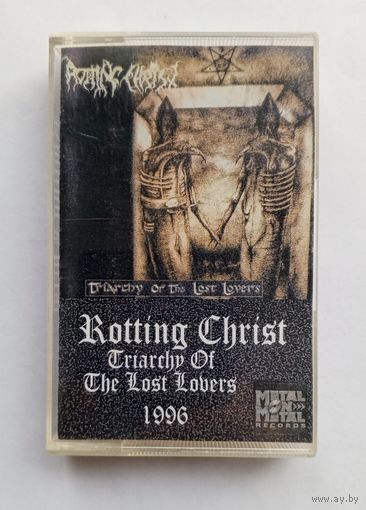 Rotting Christ
Triarchy Of The Lost Lovers
Rotting Christ
Triarchy Of
The Lost Lovers
1996
METAL
ON
METAL
RECORDS
www.ay.by